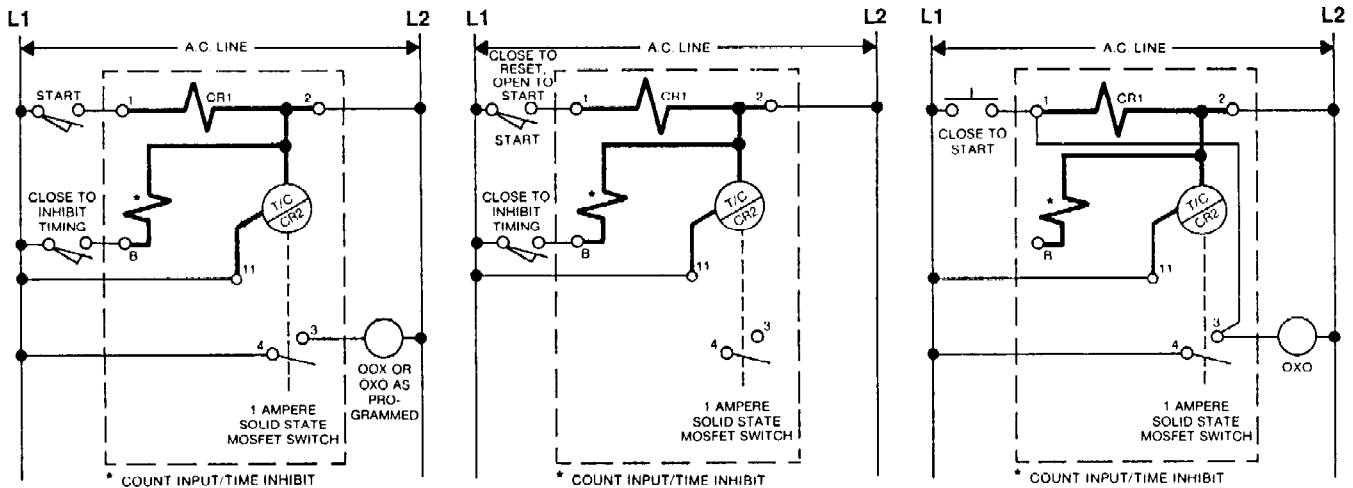 L1
L2
A.C. LINE
START
1
CR1
2
*
T/C
CR2
CLOSE TO
INHIBIT
TIMING
B
11
3
4
OOX OR
OXO AS
PRO-
GRAMMED
1 AMPERE
SOLID STATE
MOSFET SWITCH
* COUNT INPUT/TIME INHIBIT
L1
L2
A.C. LINE
CLOSE TO
RESET,
OPEN TO
START
START
1
CR1
2
*
T/C
CR2
CLOSE TO
INHIBIT
TIMING
B
11
3
4
1 AMPERE
SOLID STATE
MOSFET SWITCH
* COUNT INPUT/TIME INHIBIT
L1
L2
A.C. LINE
CLOSE TO
START
1
CR1
2
*
T/C
CR2
B
11
3
4
OXO
1 AMPERE
SOLID STATE
MOSFET SWITCH
* COUNT INPUT/TIME INHIBIT